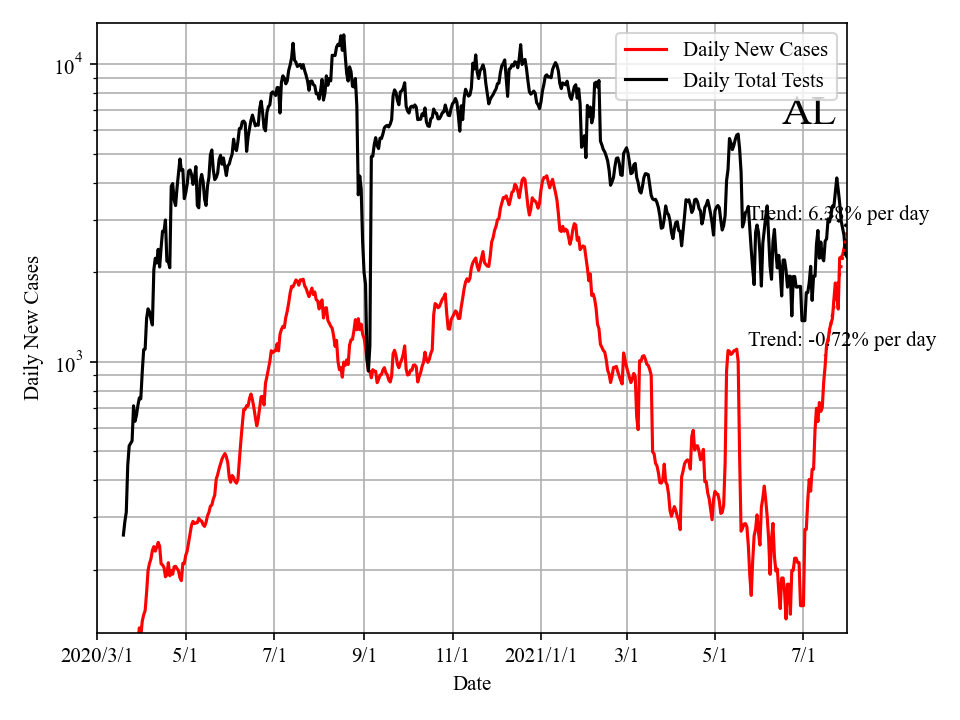 Daily New Cases
Daily Total Tests
AL
10^4
Trend: 6.38% per day
Trend: -0.72% per day
10^3
Daily New Cases
2020/3/1 5/1 7/1 9/1 11/1 2021/1/1 3/1 5/1 7/1
Date